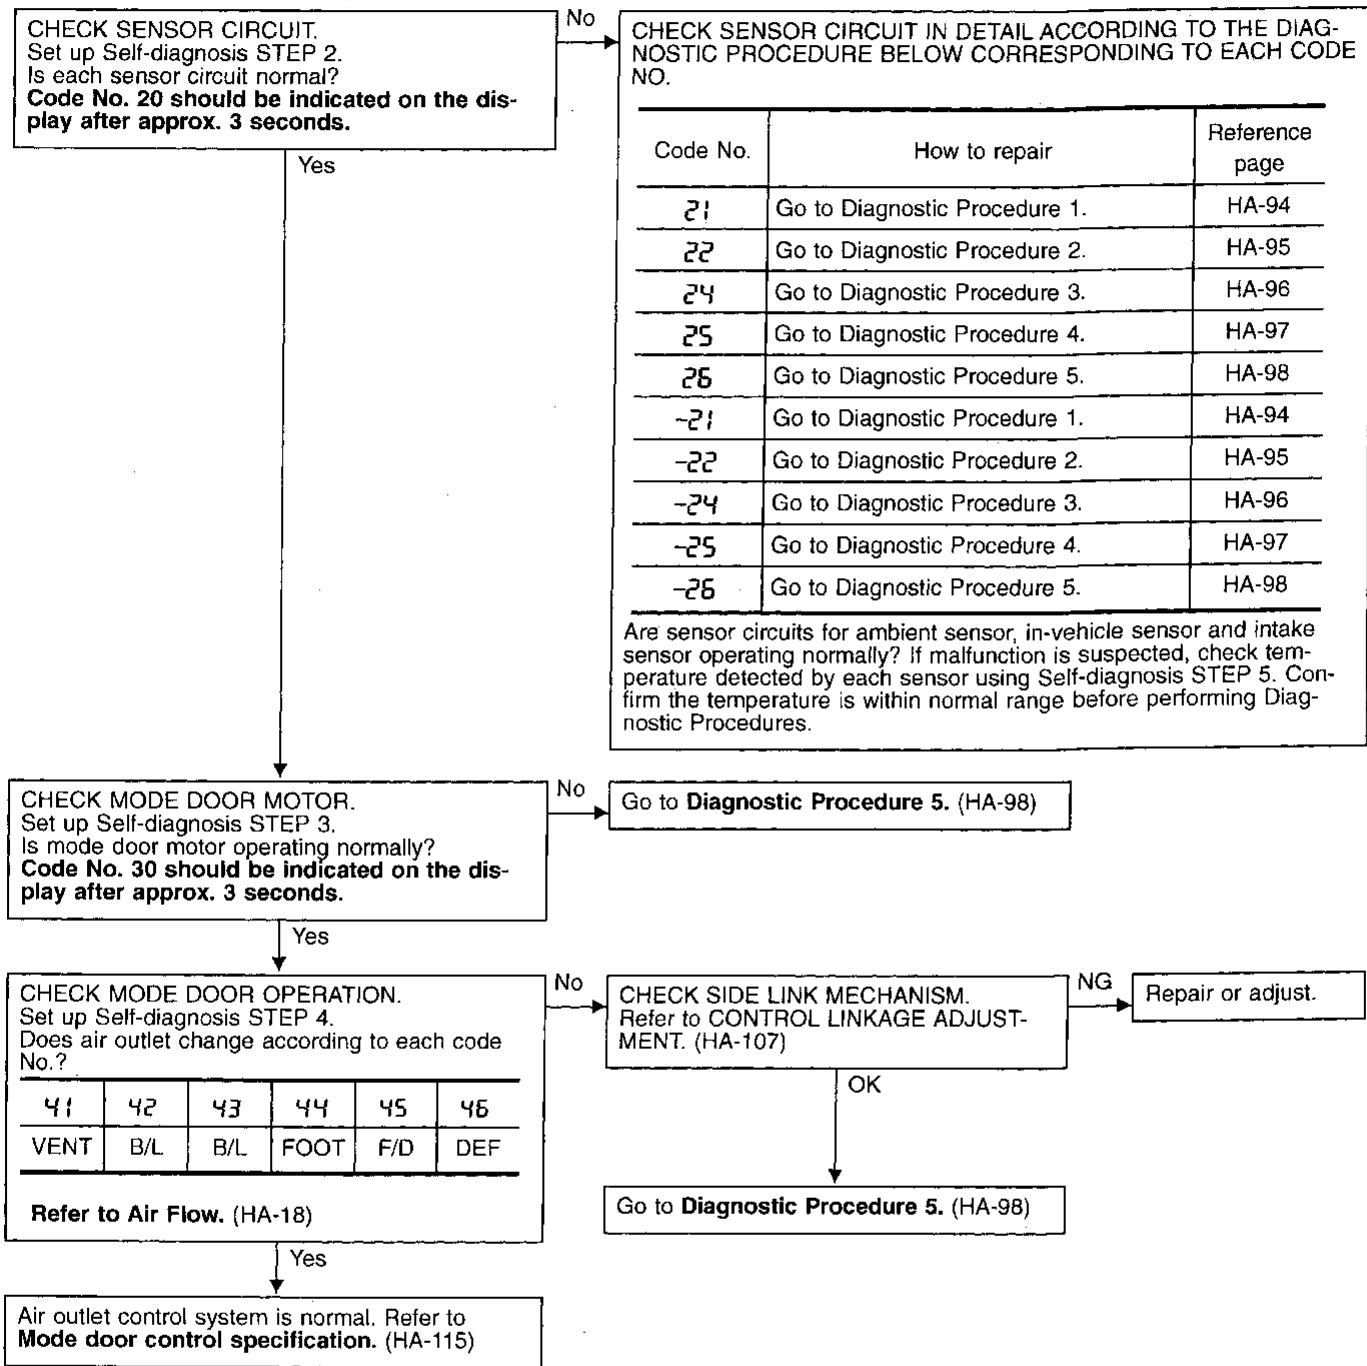 CHECK SENSOR CIRCUIT.
Set up Self-diagnosis STEP 2.
Is each sensor circuit normal?
Code No. 20 should be indicated on the dis-
play after approx. 3 seconds.
No
CHECK SENSOR CIRCUIT IN DETAIL ACCORDING TO THE DIAG-
NOSTIC PROCEDURE BELOW CORRESPONDING TO EACH CODE
NO.
Code No. How to repair Reference page
21 Go to Diagnostic Procedure 1. HA-94
22 Go to Diagnostic Procedure 2. HA-95
24 Go to Diagnostic Procedure 3. HA-96
25 Go to Diagnostic Procedure 4. HA-97
26 Go to Diagnostic Procedure 5. HA-98
-21 Go to Diagnostic Procedure 1. HA-94
-22 Go to Diagnostic Procedure 2. HA-95
-24 Go to Diagnostic Procedure 3. HA-96
-25 Go to Diagnostic Procedure 4. HA-97
-26 Go to Diagnostic Procedure 5. HA-98
Are sensor circuits for ambient sensor, in-vehicle sensor and intake
sensor operating normally? If malfunction is suspected, check tem-
perature detected by each sensor using Self-diagnosis STEP 5. Con-
firm the temperature is within normal range before performing Diag-
nostic Procedures.
Yes
CHECK MODE DOOR MOTOR.
Set up Self-diagnosis STEP 3.
Is mode door motor operating normally?
Code No. 30 should be indicated on the dis-
play after approx. 3 seconds.
No
Go to Diagnostic Procedure 5. (HA-98)
Yes
CHECK MODE DOOR OPERATION.
Set up Self-diagnosis STEP 4.
Does air outlet change according to each code
No.?
41 42 43 44 45 46
VENT B/L B/L FOOT F/D DEF
Refer to Air Flow. (HA-18)
No
CHECK SIDE LINK MECHANISM.
Refer to CONTROL LINKAGE ADJUST-
MENT. (HA-107)
NG
Repair or adjust.
OK
Go to Diagnostic Procedure 5. (HA-98)
Yes
Air outlet control system is normal. Refer to
Mode door control specification. (HA-115)